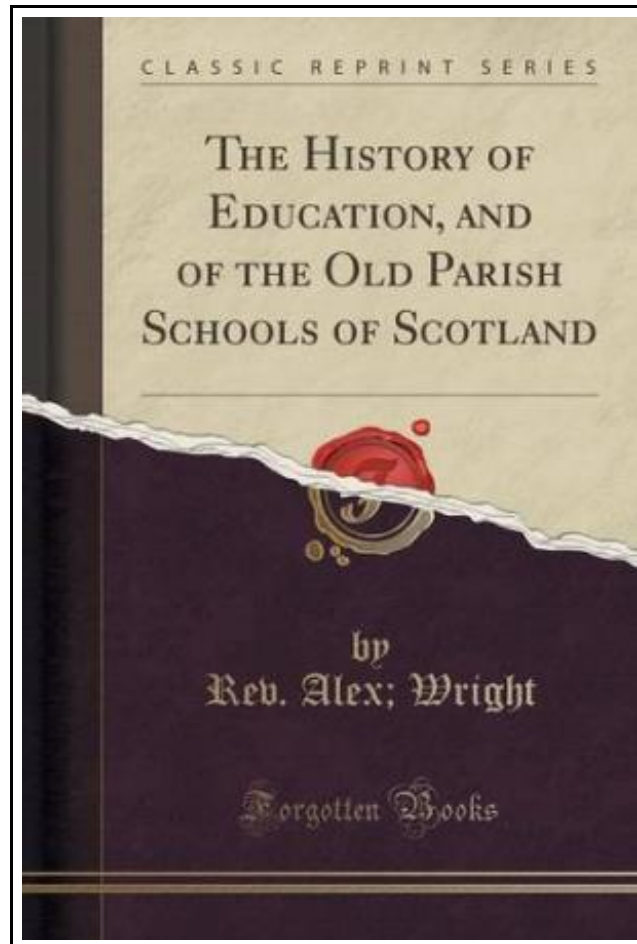 CLASSIC REPRINT SERIES
THE HISTORY OF
EDUCATION, AND
OF THE OLD PARISH
SCHOOLS OF SCOTLAND
by
Rev. Alex; Wright
Forgotten Books